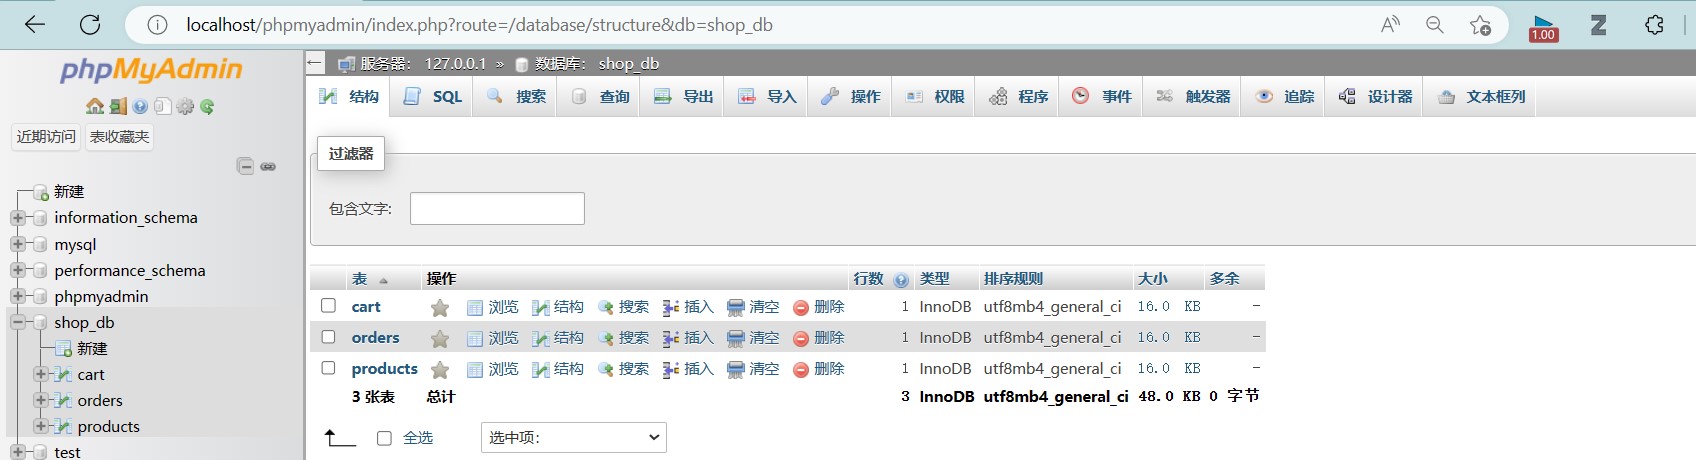 localhost/phpmyadmin/index.php?route=/database/structure&db=shop_db
1.00
phpMyAdmin
近期访问 表收藏夹
新建
information_schema
mysql
performance_schema
phpmyadmin
shop_db
新建
cart
orders
products
test
服务器： 127.0.0.1 » 数据库： shop_db
结构 SQL 搜索 查询 导出 导入 操作 权限 程序 事件 触发器 追踪 设计器 文本框列
过滤器
包含文字:
表 操作 行数 类型 排序规则 大小 多余
cart 浏览 结构 搜索 插入 清空 删除 1 InnoDB utf8mb4_general_ci 16.0 KB -
orders 浏览 结构 搜索 插入 清空 删除 1 InnoDB utf8mb4_general_ci 16.0 KB -
products 浏览 结构 搜索 插入 清空 删除 1 InnoDB utf8mb4_general_ci 16.0 KB -
3 张表 总计 3 InnoDB utf8mb4_general_ci 48.0 KB 0 字节
全选 选中项: